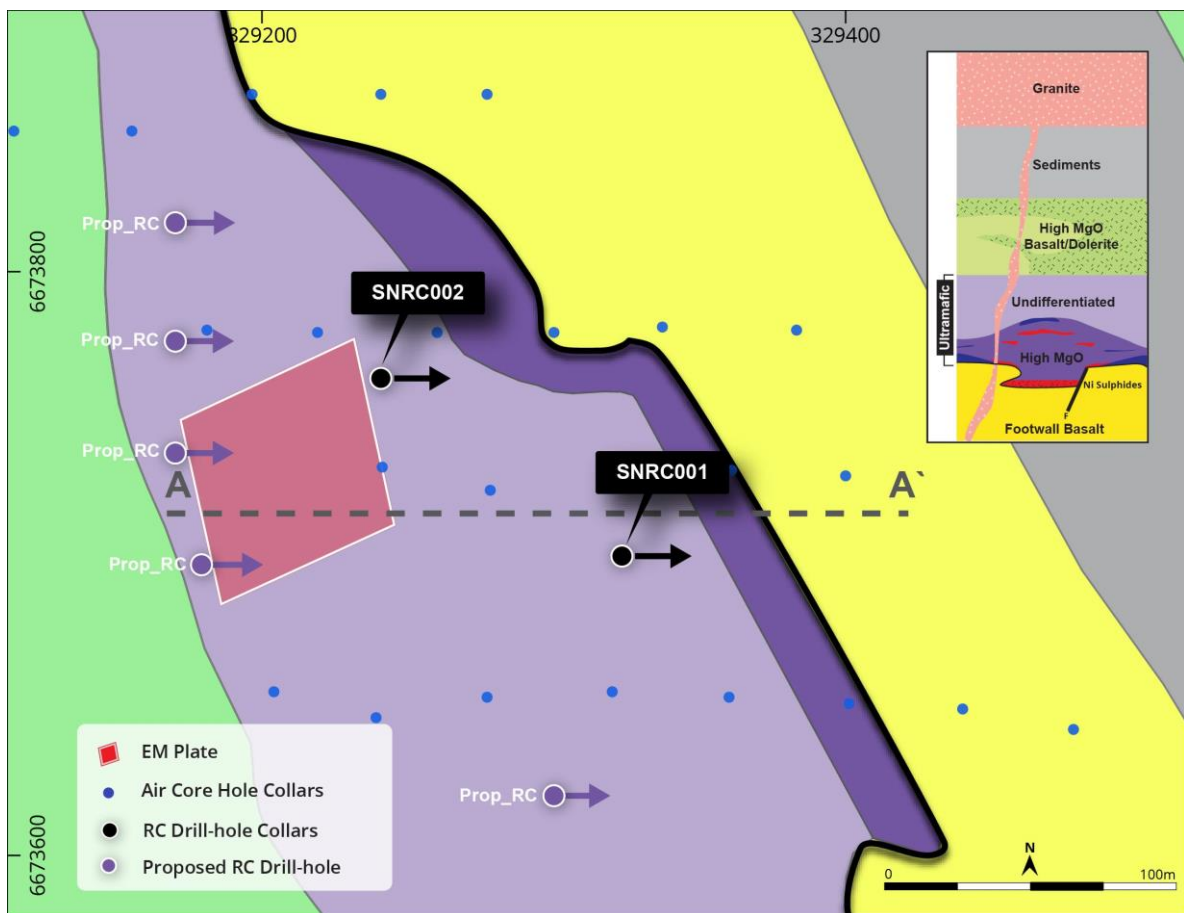 329200
329400
Granite
Sediments
High MgO
Basalt/Dolerite
Ultramafic
Undifferentiated
High MgO
Ni Sulphides
F
Footwall Basalt
Prop_RC
6673800
SNRC002
Prop_RC
Prop_RC
SNRC001
A
A`
Prop_RC
Prop_RC
6673600
EM Plate
Air Core Hole Collars
RC Drill-hole Collars
Proposed RC Drill-hole
N
0
100m